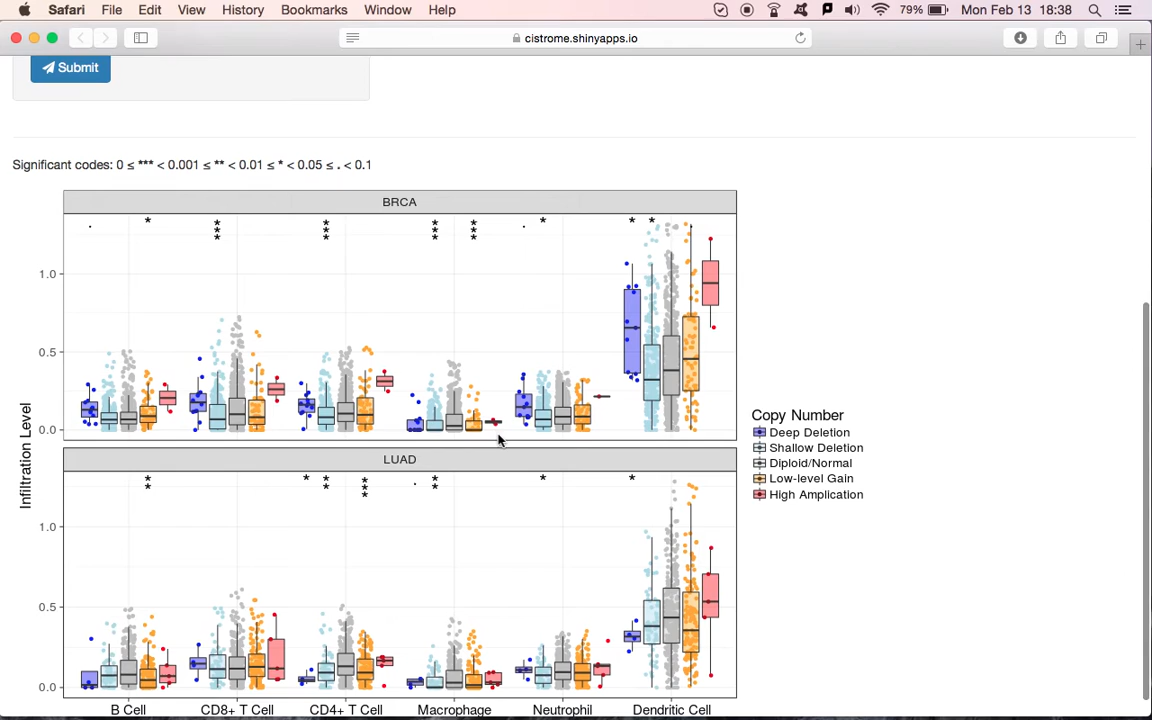 Safari File Edit View History Bookmarks Window Help 79% Mon Feb 13 18:38
cistrome.shinyapps.io
Submit
Significant codes: 0 ≤ *** < 0.001 ≤ ** < 0.01 ≤ * < 0.05 ≤ . < 0.1
BRCA
. * *** *** *** *** . * * * .
1.0
0.5
0.0
Infiltration Level
LUAD
** * ** *** . ** * *
1.0
0.5
0.0
B Cell CD8+ T Cell CD4+ T Cell Macrophage Neutrophil Dendritic Cell
Copy Number
Deep Deletion
Shallow Deletion
Diploid/Normal
Low-level Gain
High Amplication